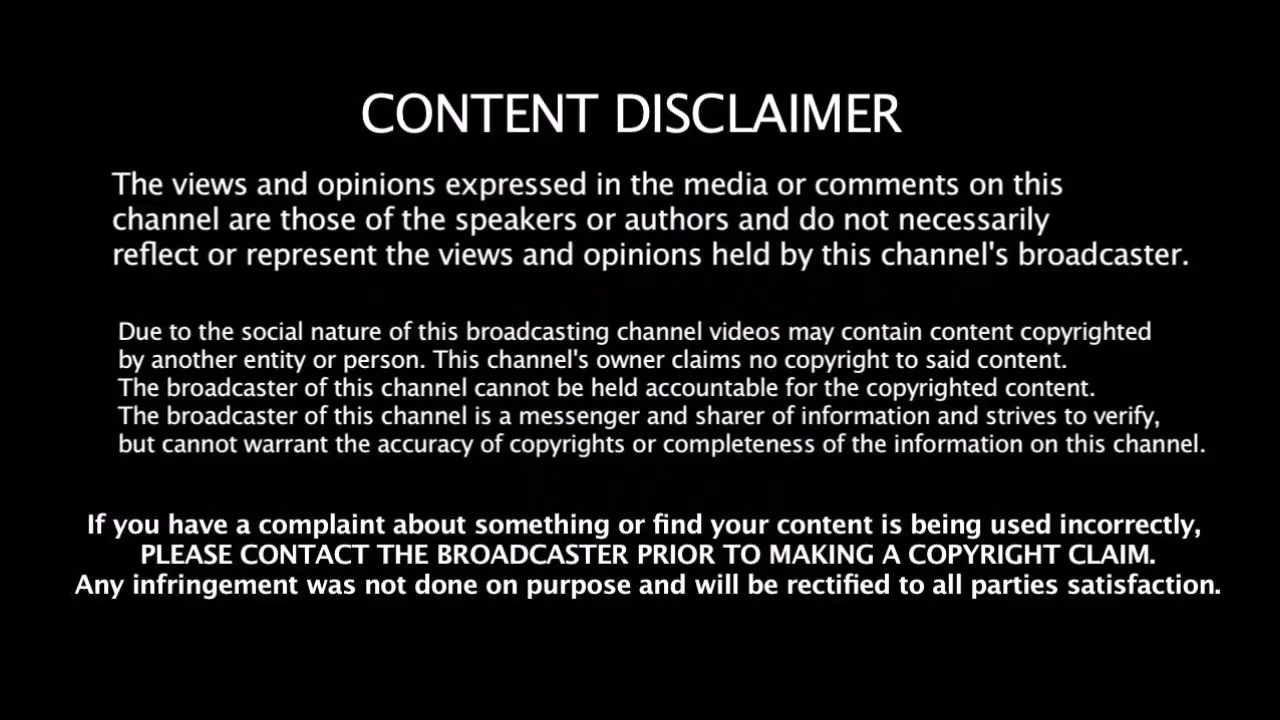 CONTENT DISCLAIMER
The views and opinions expressed in the media or comments on this
channel are those of the speakers or authors and do not necessarily
reflect or represent the views and opinions held by this channel's broadcaster.
Due to the social nature of this broadcasting channel videos may contain content copyrighted
by another entity or person. This channel's owner claims no copyright to said content.
The broadcaster of this channel cannot be held accountable for the copyrighted content.
The broadcaster of this channel is a messenger and sharer of information and strives to verify,
but cannot warrant the accuracy of copyrights or completeness of the information on this channel.
If you have a complaint about something or find your content is being used incorrectly,
PLEASE CONTACT THE BROADCASTER PRIOR TO MAKING A COPYRIGHT CLAIM.
Any infringement was not done on purpose and will be rectified to all parties satisfaction.